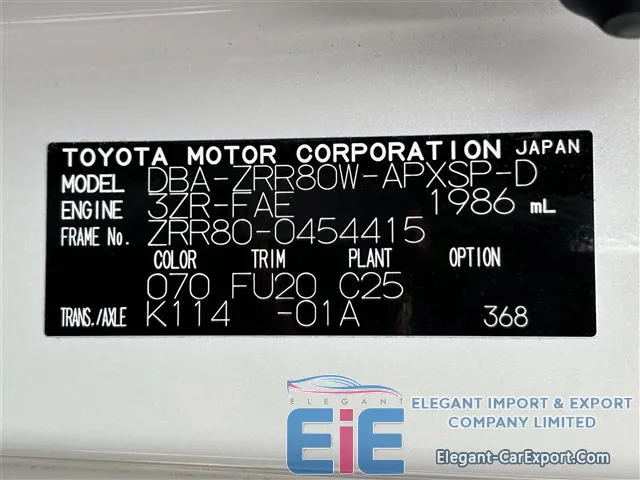 TOYOTA MOTOR CORPORATION JAPAN
MODEL DBA-ZRR80W-APXSP-D
ENGINE 3ZR-FAE 1986 mL
FRAME No. ZRR80-0454415
COLOR TRIM PLANT OPTION
070 FU20 C25
TRANS./AXLE K114 -01A 368
ELEGANT
EiE
ELEGANT IMPORT & EXPORT
COMPANY LIMITED
Elegant-CarExport.Com